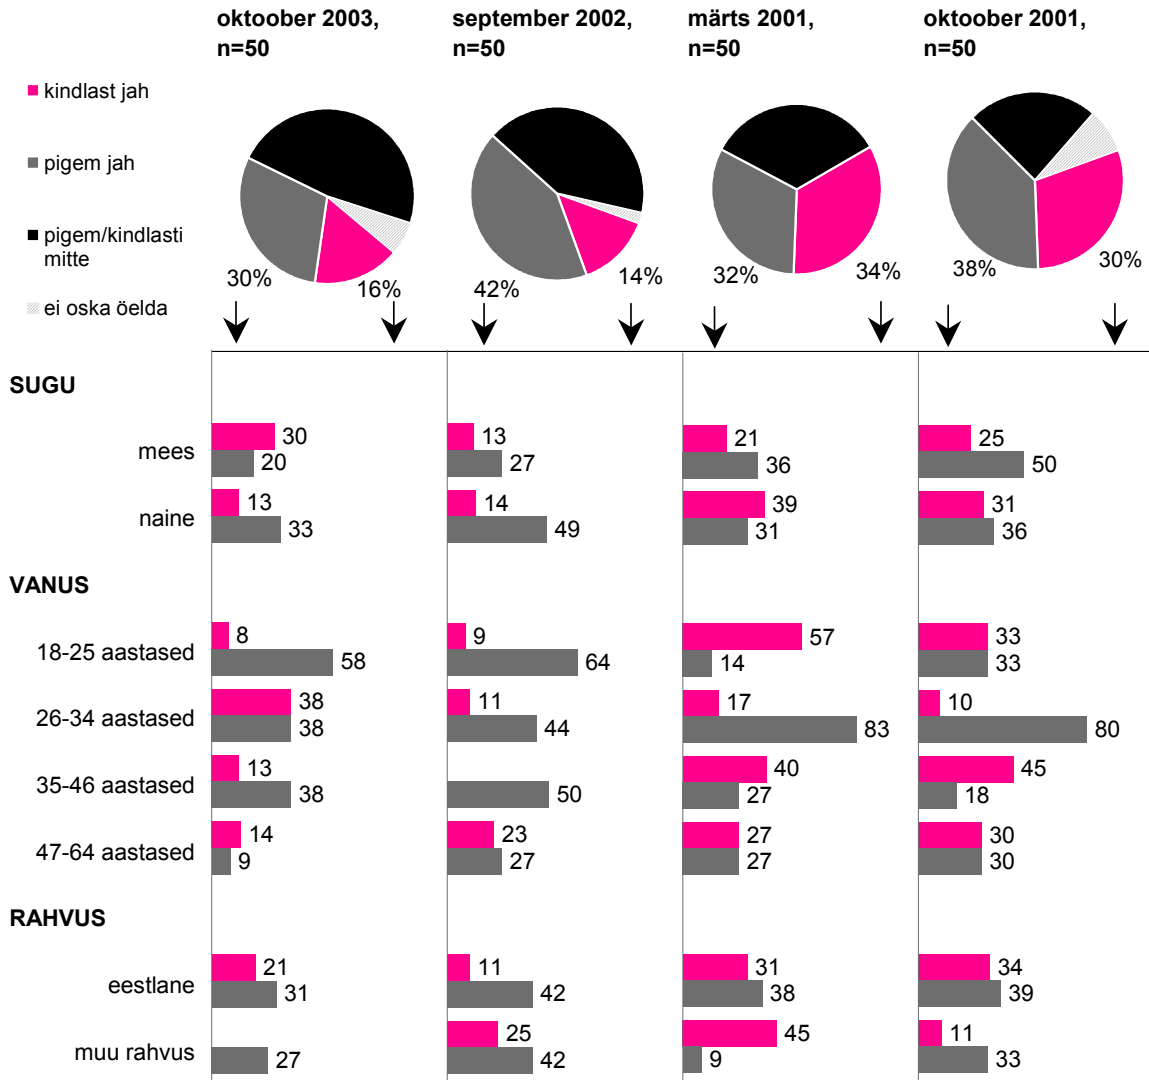 oktoober 2003,
n=50
september 2002,
n=50
märts 2001,
n=50
oktoober 2001,
n=50
kindlast jah
pigem jah
pigem/kindlasti
mitte
ei oska öelda
30%
16%
42%
14%
32%
34%
38%
30%
SUGU
mees
30
20
13
27
21
36
25
50
naine
13
33
14
49
39
31
31
36
VANUS
18-25 aastased
8
58
9
64
57
14
33
33
26-34 aastased
38
38
11
44
17
83
10
80
35-46 aastased
13
38
50
40
27
45
18
47-64 aastased
14
9
23
27
27
27
30
30
RAHVUS
eestlane
21
31
11
42
31
38
34
39
muu rahvus
27
25
42
45
9
11
33